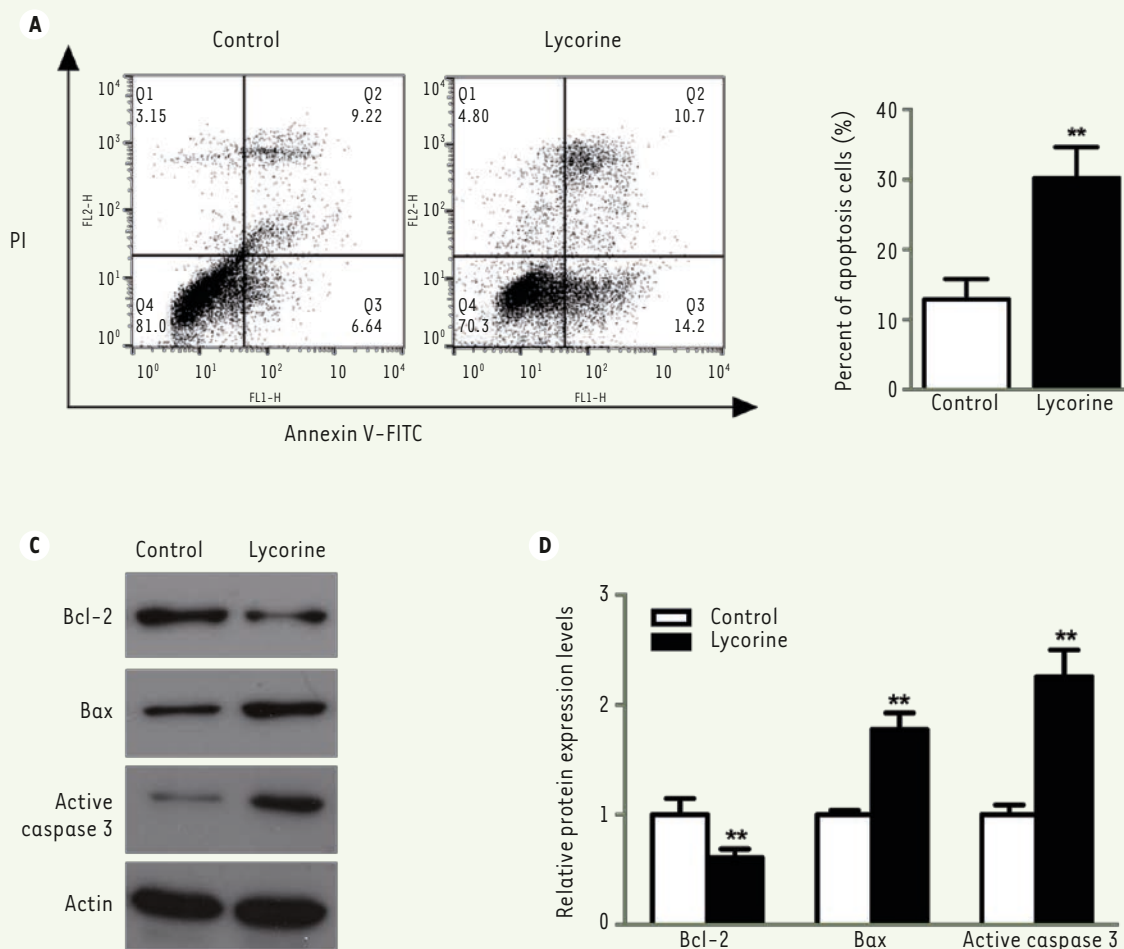 A
Control
Lycorine
PI
10⁴
10³
10²
10¹
10⁰
FL2-H
Q1
3.15
Q2
9.22
Q4
81.0
Q3
6.64
10⁰ 10¹ 10² 10 10⁴
FL1-H
10⁴
10³
10²
10¹
10⁰
FL2-H
Q1
4.80
Q2
10.7
Q4
70.3
Q3
14.2
10⁰ 10¹ 10² 10 10⁴
FL1-H
Annexin V-FITC
Percent of apoptosis cells (%)
40
30
20
10
0
**
Control Lycorine
C
Control Lycorine
Bcl-2
Bax
Active
caspase 3
Actin
D
Relative protein expression levels
3
2
1
0
Control
Lycorine
**
**
**
Bcl-2 Bax Active caspase 3